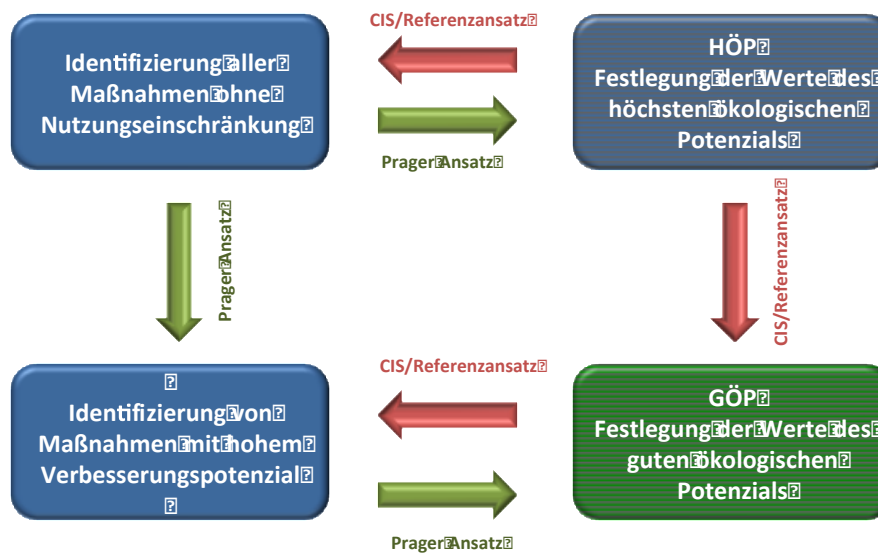 CIS/Referenzansatz
Identifizierung aller
Maßnahmen ohne
Nutzungseinschränkung
HÖP
Festlegung der Werte des
höchsten ökologischen
Potenzials
Prager Ansatz
Prager Ansatz
CIS/Referenzansatz
CIS/Referenzansatz
Identifizierung von
Maßnahmen mit hohem
Verbesserungspotenzial
GÖP
Festlegung der Werte des
guten ökologischen
Potenzials
Prager Ansatz